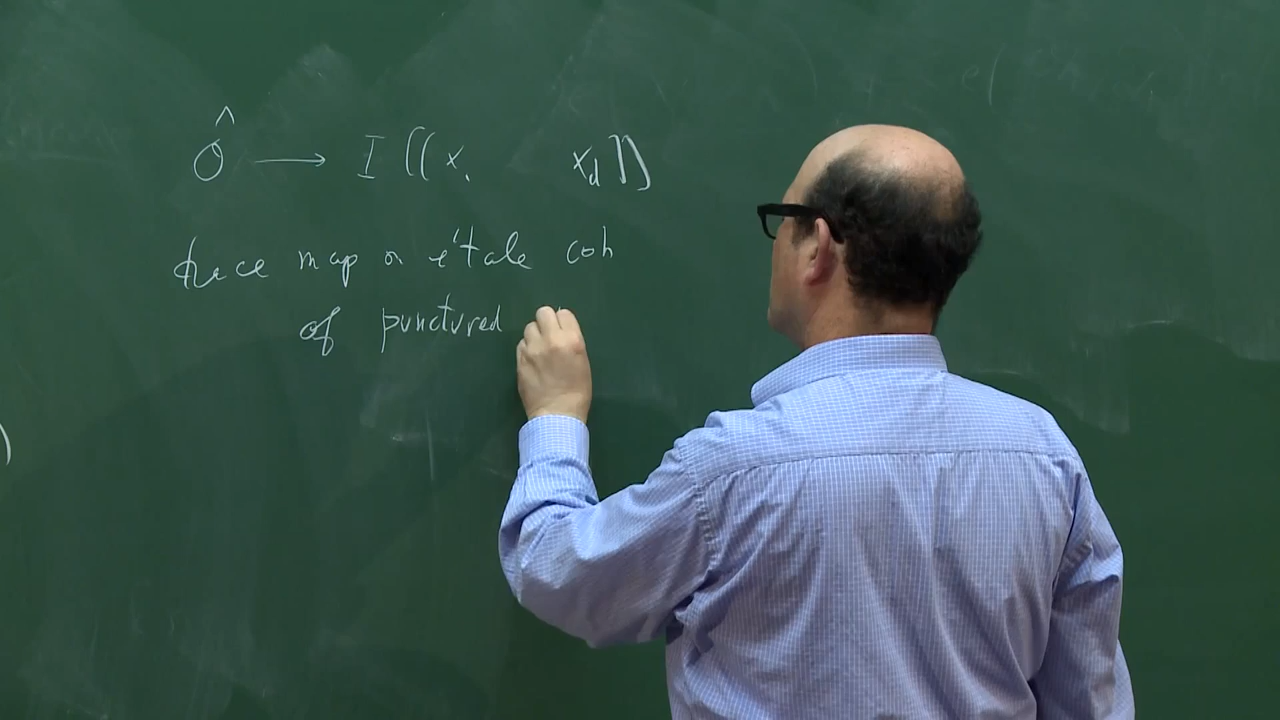 Ô → I[[x, x_d]]
trace map on étale coh
of punctured